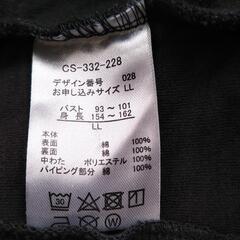 CS-332-228
デザイン番号 028
お申し込みサイズ LL
バスト 93 ～ 101
身長 154 ～ 162
LL
本体
表面 綿 100%
裏面 綿 100%
中わた ポリエステル 100%
パイピング部分 綿 100%
30